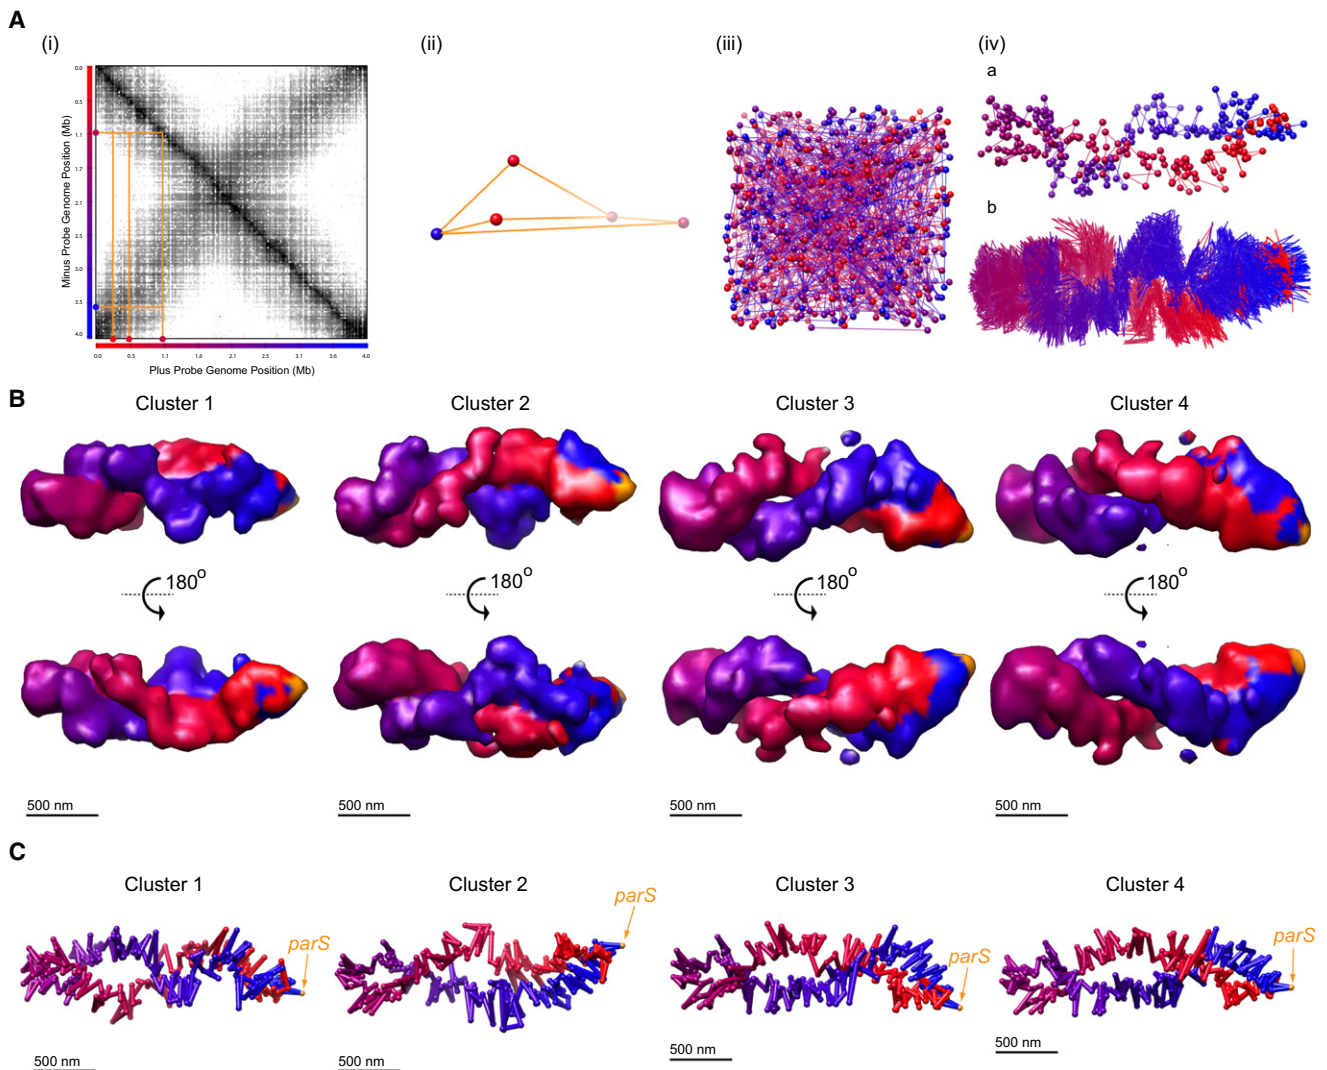 A
(i)
(ii)
(iii)
(iv)
a
b
Minus Probe Genome Position (Mb)
0.0
0.5
1.1
1.7
2.1
2.5
3.0
3.5
4.0
0.0
0.5
1.1
1.6
2.1
2.5
3.1
3.6
4.0
Plus Probe Genome Position (Mb)
B
Cluster 1
Cluster 2
Cluster 3
Cluster 4
180o
180o
180o
180o
500 nm
500 nm
500 nm
500 nm
C
Cluster 1
Cluster 2
Cluster 3
Cluster 4
parS
parS
parS
parS
500 nm
500 nm
500 nm
500 nm